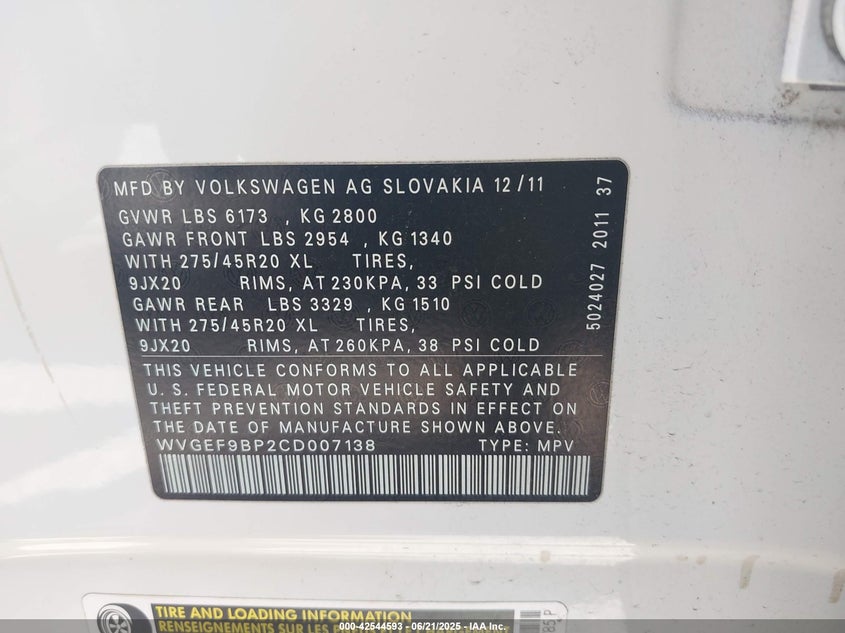 MFD BY VOLKSWAGEN AG SLOVAKIA 12/11
GVWR LBS 6173 , KG 2800
GAWR FRONT LBS 2954 , KG 1340
WITH 275/45R20 XL TIRES,
9JX20 RIMS, AT 230KPA, 33 PSI COLD
GAWR REAR LBS 3329 , KG 1510
WITH 275/45R20 XL TIRES,
9JX20 RIMS, AT 260KPA, 38 PSI COLD
THIS VEHICLE CONFORMS TO ALL APPLICABLE
U. S. FEDERAL MOTOR VEHICLE SAFETY AND
THEFT PREVENTION STANDARDS IN EFFECT ON
THE DATE OF MANUFACTURE SHOWN ABOVE.
WVGEF9BP2CD007138 TYPE: MPV
5024027 2011 37
TIRE AND LOADING INFORMATION
RENSEIGNEMENTS SUR LES
000-42544593 - 06/21/2025 - IAA Inc.